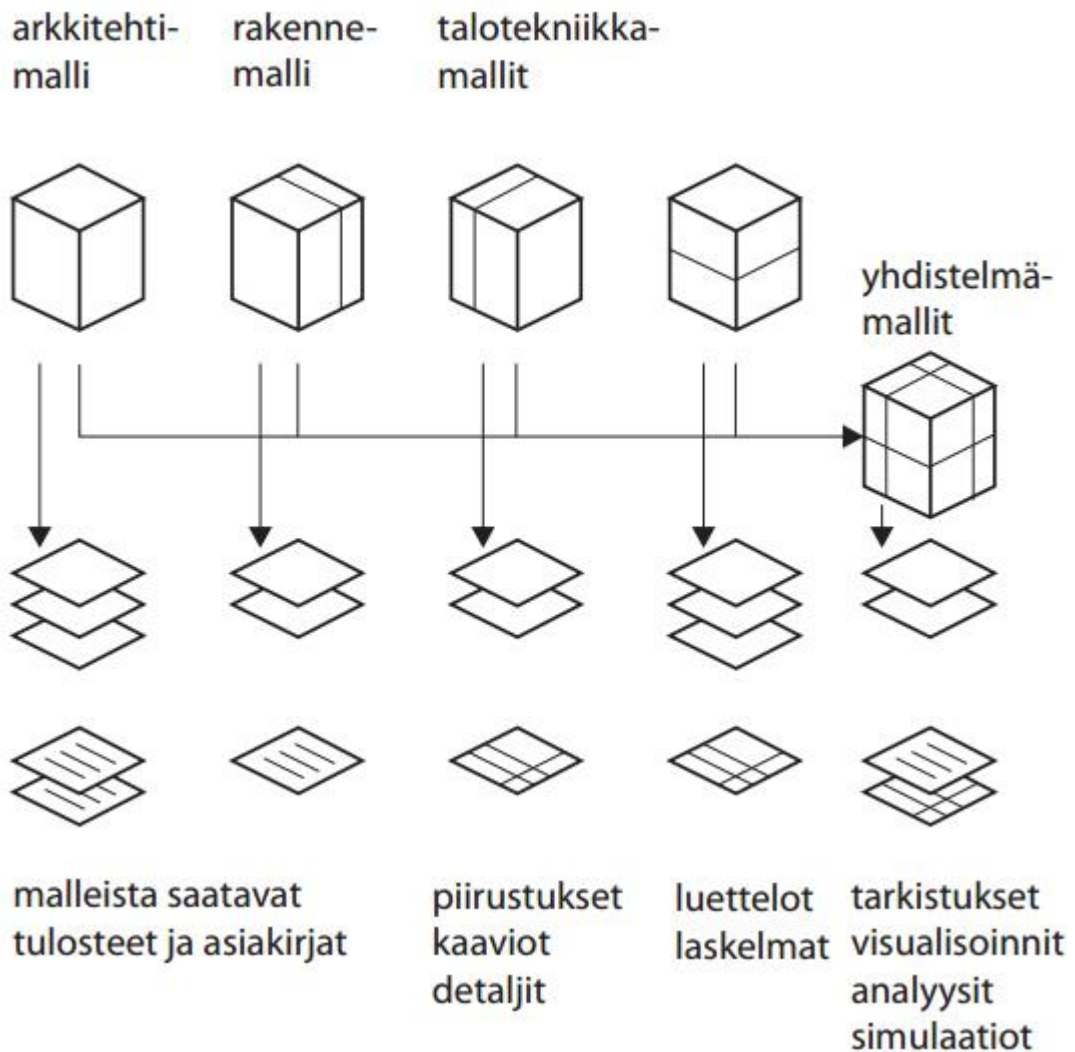 arkkitehti-
malli
rakenne-
malli
talotekniikka-
mallit
yhdistelmä-
mallit
malleista saatavat
tulosteet ja asiakirjat
piirustukset
kaaviot
detaljit
luettelot
laskelmat
tarkistukset
visualisoinnit
analyysit
simulaatiot